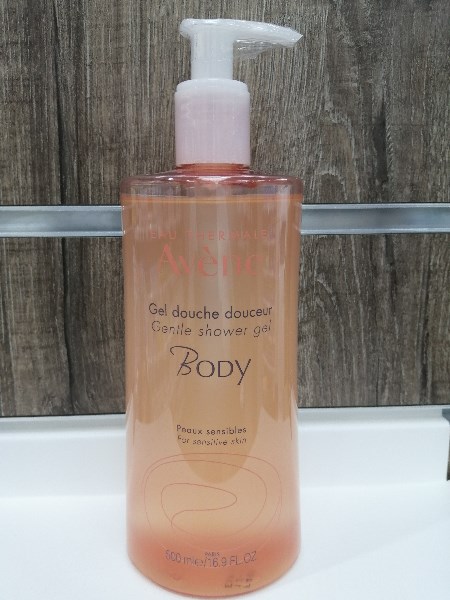 EAU THERMALE
Avène
Gel douche douceur
Gentle shower gel
BODY
Peaux sensibles
For sensitive skin
PARIS
500 ml e/16.9 FL.OZ.